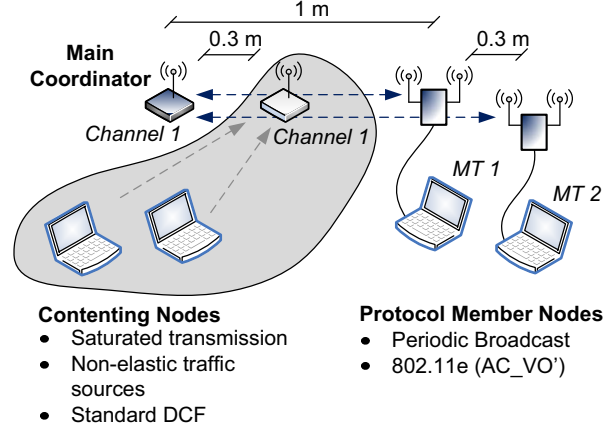 1 m
0.3 m
0.3 m
Main
Coordinator
Channel 1
Channel 1
MT 1
MT 2
Contenting Nodes
• Saturated transmission
• Non-elastic traffic
sources
• Standard DCF
Protocol Member Nodes
• Periodic Broadcast
• 802.11e (AC_VO')